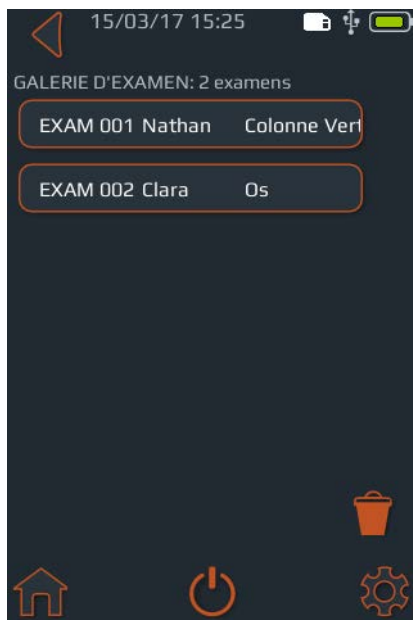 15/03/17 15:25
GALERIE D'EXAMEN: 2 examens
EXAM 001 Nathan Colonne Vert
EXAM 002 Clara Os